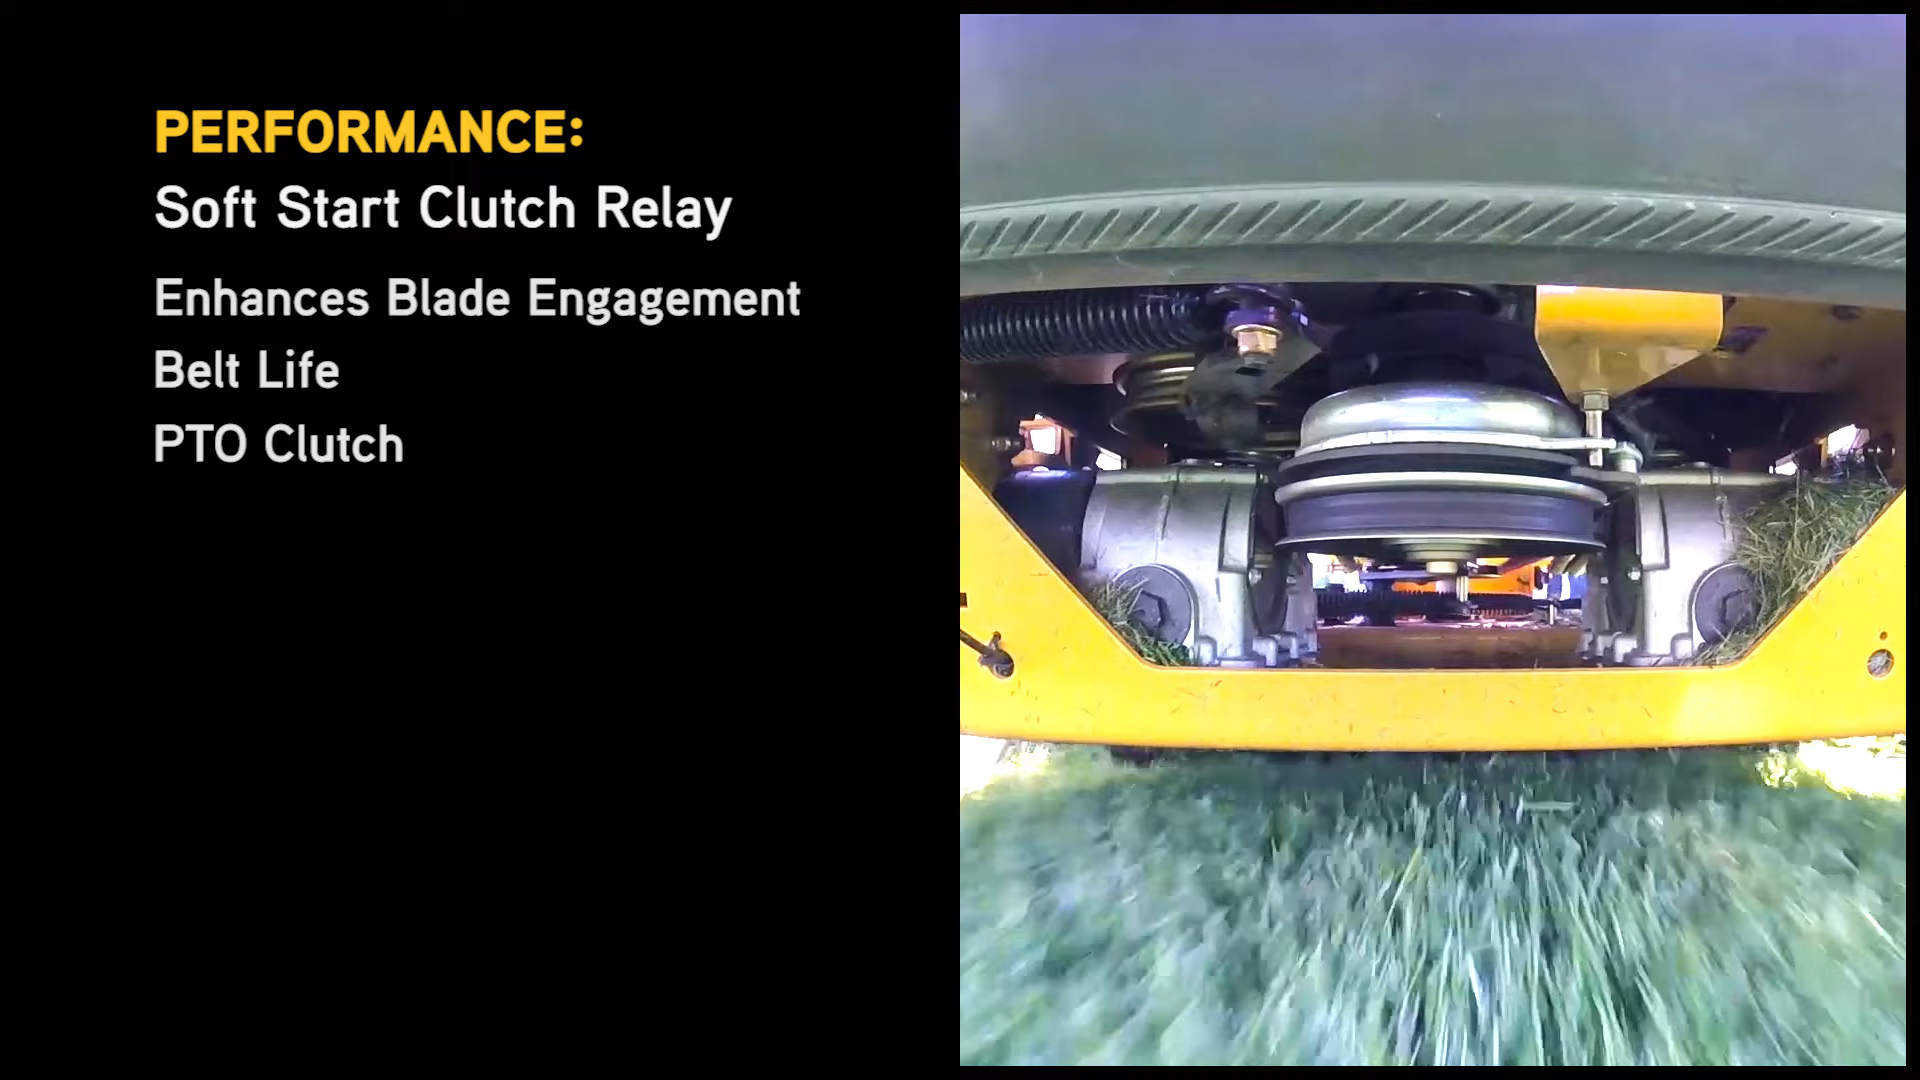 PERFORMANCE:
Soft Start Clutch Relay
Enhances Blade Engagement
Belt Life
PTO Clutch